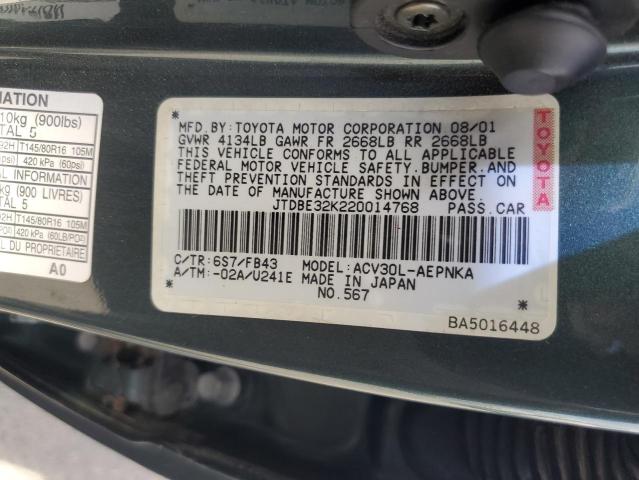 MATION
10kg (900lbs)
TAL 5
92H T145/80R16 105M
420 kPa (60psi)
kg (900 LIVRES)
TAL 5
92H T145/80R16 105M
420 kPa (60LB/PO²)
EL DU PROPRIETAIRE
A0
MFD. BY: TOYOTA MOTOR CORPORATION 08/01
GVWR 4134LB GAWR FR 2668LB RR 2668LB
THIS VEHICLE CONFORMS TO ALL APPLICABLE
FEDERAL MOTOR VEHICLE SAFETY, BUMPER, AND
THEFT PREVENTION STANDARDS IN EFFECT ON
THE DATE OF MANUFACTURE SHOWN ABOVE.
JTDBE32K220014768 PASS.CAR
C/TR: 6S7/FB43 MODEL: ACV30L-AEPNKA
A/TM: -02A/U241E MADE IN JAPAN
NO.567
TOYOTA
BA5016448